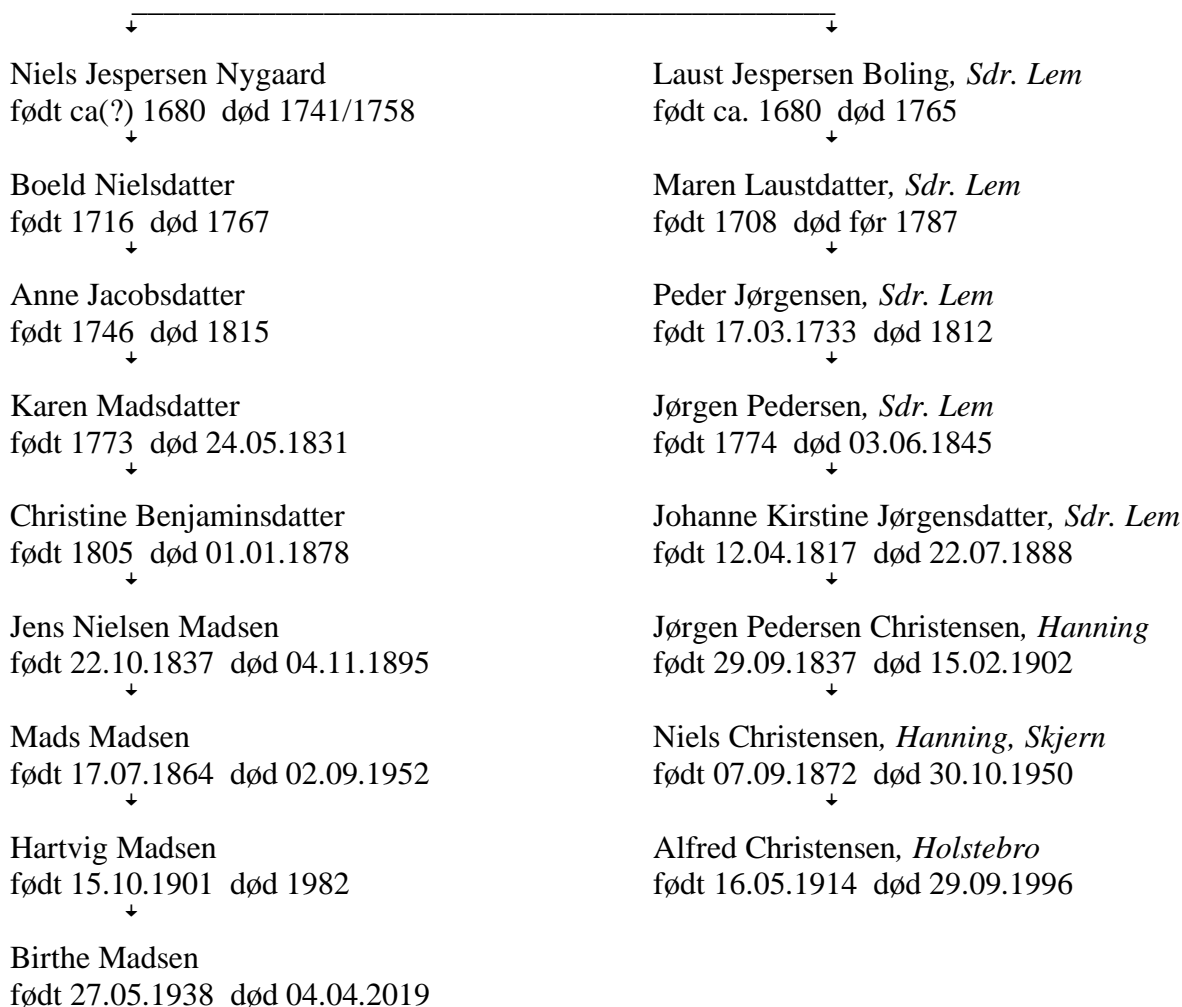 Niels Jespersen Nygaard
født ca(?) 1680 død 1741/1758
Boeld Nielsdatter
født 1716 død 1767
Anne Jacobsdatter
født 1746 død 1815
Karen Madsdatter
født 1773 død 24.05.1831
Christine Benjaminsdatter
født 1805 død 01.01.1878
Jens Nielsen Madsen
født 22.10.1837 død 04.11.1895
Mads Madsen
født 17.07.1864 død 02.09.1952
Hartvig Madsen
født 15.10.1901 død 1982
Birthe Madsen
født 27.05.1938 død 04.04.2019
Laust Jespersen Boling, Sdr. Lem
født ca. 1680 død 1765
Maren Laustdatter, Sdr. Lem
født 1708 død før 1787
Peder Jørgensen, Sdr. Lem
født 17.03.1733 død 1812
Jørgen Pedersen, Sdr. Lem
født 1774 død 03.06.1845
Johanne Kirstine Jørgensdatter, Sdr. Lem
født 12.04.1817 død 22.07.1888
Jørgen Pedersen Christensen, Hanning
født 29.09.1837 død 15.02.1902
Niels Christensen, Hanning, Skjern
født 07.09.1872 død 30.10.1950
Alfred Christensen, Holstebro
født 16.05.1914 død 29.09.1996